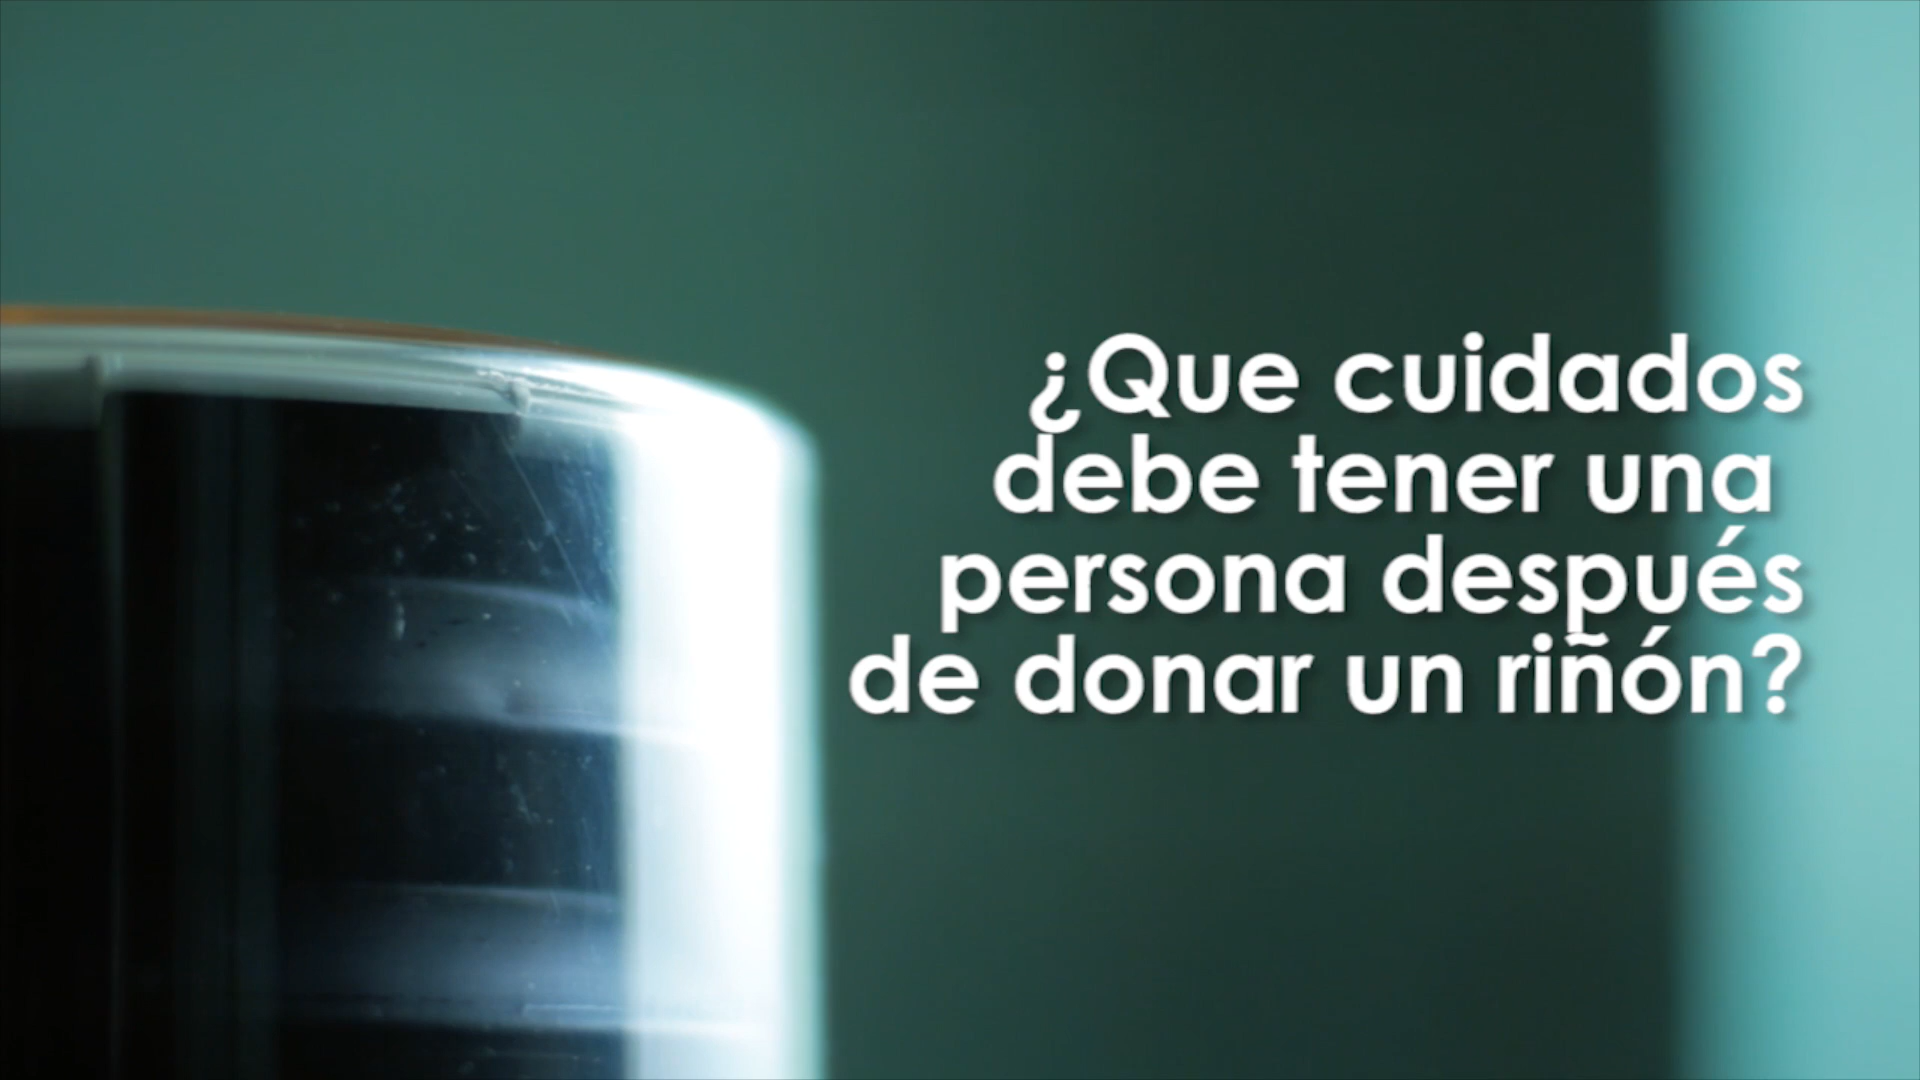 ¿Que cuidados
debe tener una
persona después
de donar un riñón?